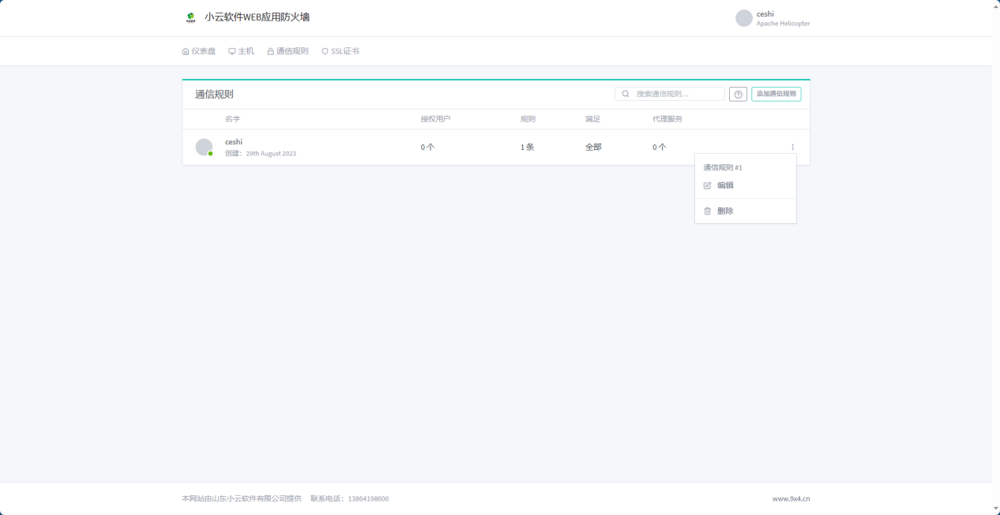 小云软件WEB应用防火墙
ceshi
Apache Helicopter
仪表盘 主机 通信规则 SSL证书
通信规则 搜索通信规则... 添加通信规则
名字 授权用户 规则 满足 代理服务
ceshi
创建：29th August 2023
0 个 1 条 全部 0 个
通信规则 #1
编辑
删除
本网站由山东小云软件有限公司提供 联系电话：13864198606 www.9x4.cn